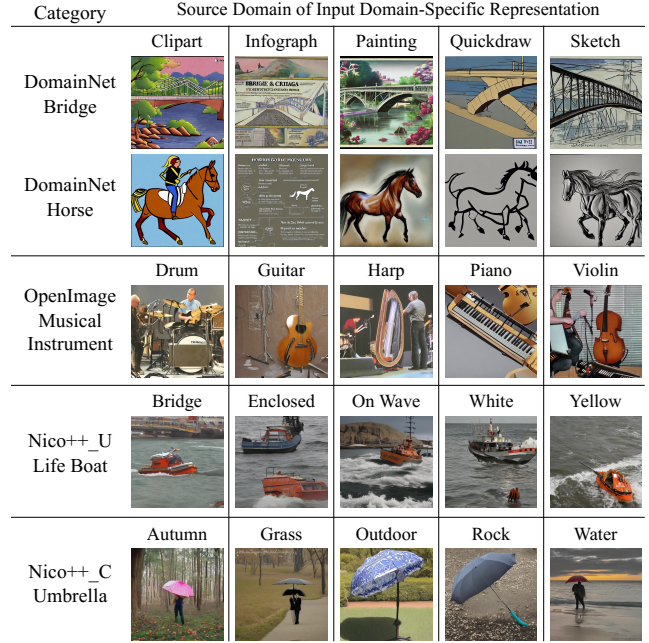 Category
Source Domain of Input Domain-Specific Representation
Clipart Infograph Painting Quickdraw Sketch
DomainNet
Bridge
BRIDGE & CRIJAGA
DomainNet
Horse
Drum Guitar Harp Piano Violin
OpenImage
Musical
Instrument
Bridge Enclosed On Wave White Yellow
Nico++_U
Life Boat
Autumn Grass Outdoor Rock Water
Nico++_C
Umbrella